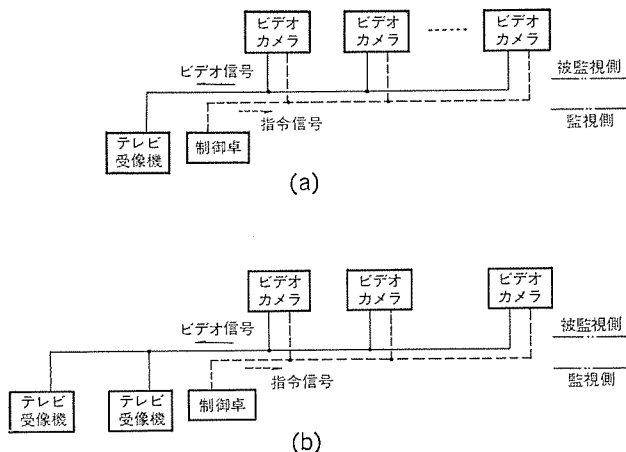 ビデオ
カメラ
ビデオ
カメラ
ビデオ
カメラ
ビデオ信号
被監視側
監視側
指令信号
テレビ
受像機
制御卓
(a)
ビデオ
カメラ
ビデオ
カメラ
ビデオ
カメラ
ビデオ信号
被監視側
監視側
指令信号
テレビ
受像機
テレビ
受像機
制御卓
(b)